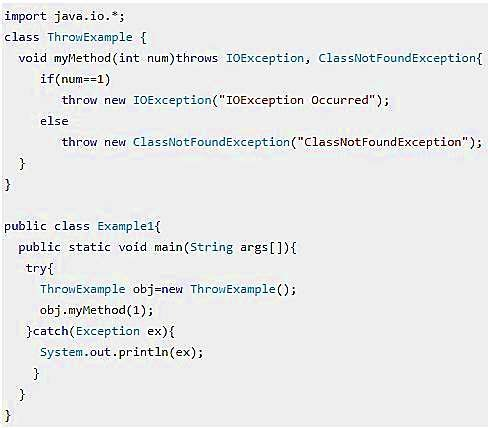 import java.io.*;
class ThrowExample {
  void myMethod(int num)throws IOException, ClassNotFoundException{
     if(num==1)
        throw new IOException("IOException Occurred");
     else
        throw new ClassNotFoundException("ClassNotFoundException");
  }
}

public class Example1{
  public static void main(String args[]){
   try{
     ThrowExample obj=new ThrowExample();
     obj.myMethod(1);
   }catch(Exception ex){
     System.out.println(ex);
    }
  }
}